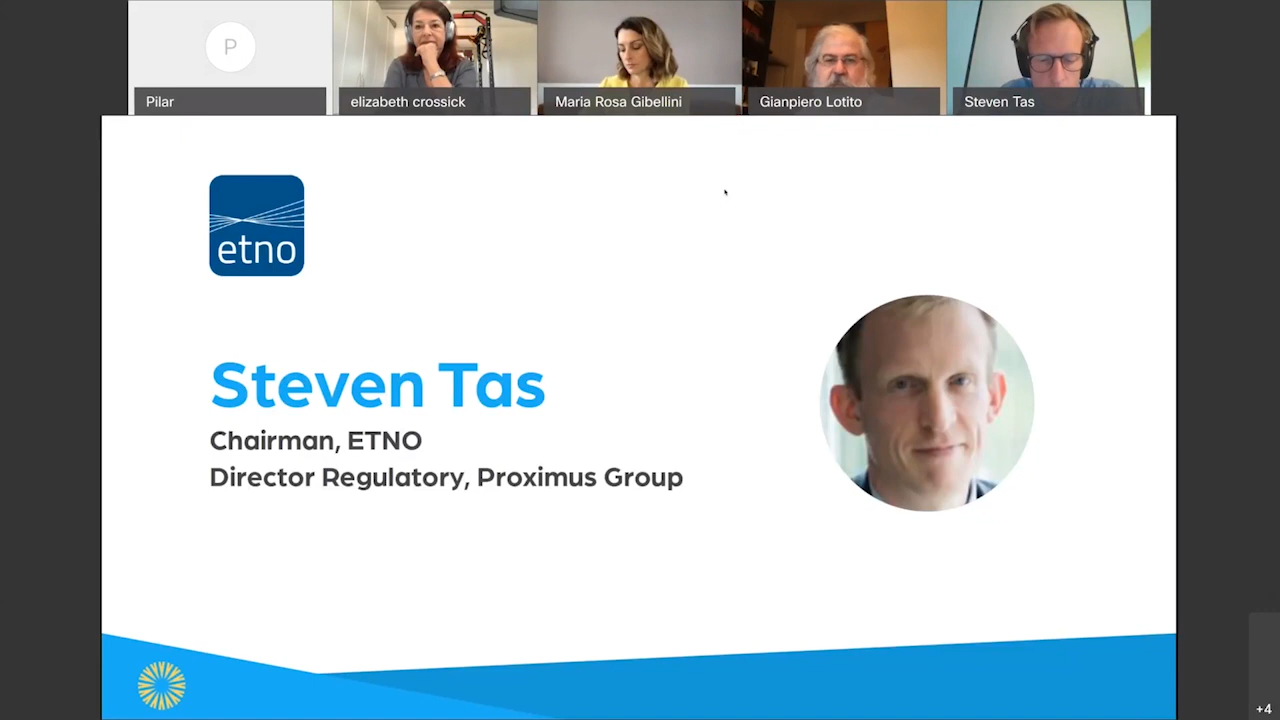 P
Pilar
elizabeth crossick
Maria Rosa Gibellini
Gianpiero Lotito
Steven Tas
etno
Steven Tas
Chairman, ETNO
Director Regulatory, Proximus Group
+4